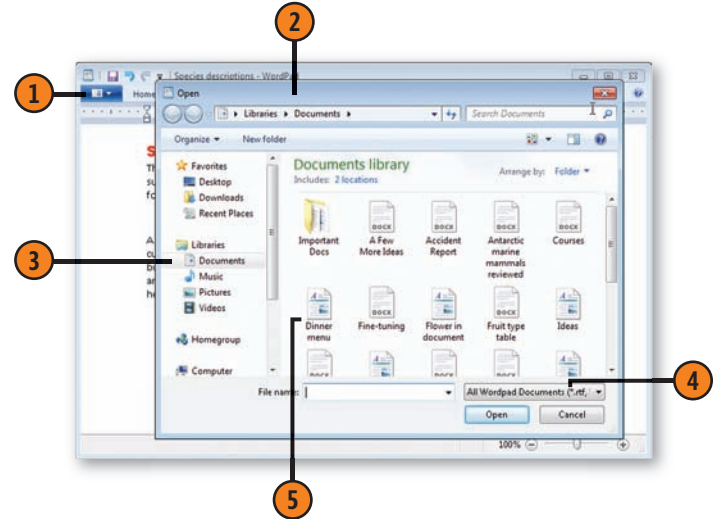 2
Species descriptions - WordPad
1
Home
Open
Libraries ▸ Documents ▸
Search Documents
Organize
New folder
S
Favorites
Desktop
Downloads
Recent Places
Documents library
Includes: 2 locations
Arrange by: Folder
Libraries
3
Documents
Music
Pictures
Videos
Homegroup
Computer
DOCX DOCX DOCX DOCX
Important Docs
A Few More Ideas
Accident Report
Antarctic marine mammals reviewed
Courses
DOCX DOCX
Dinner menu
Fine-tuning
Flower in document
Fruit type table
Ideas
4
File name:
All Wordpad Documents (*.rtf,
Open
Cancel
100%
5